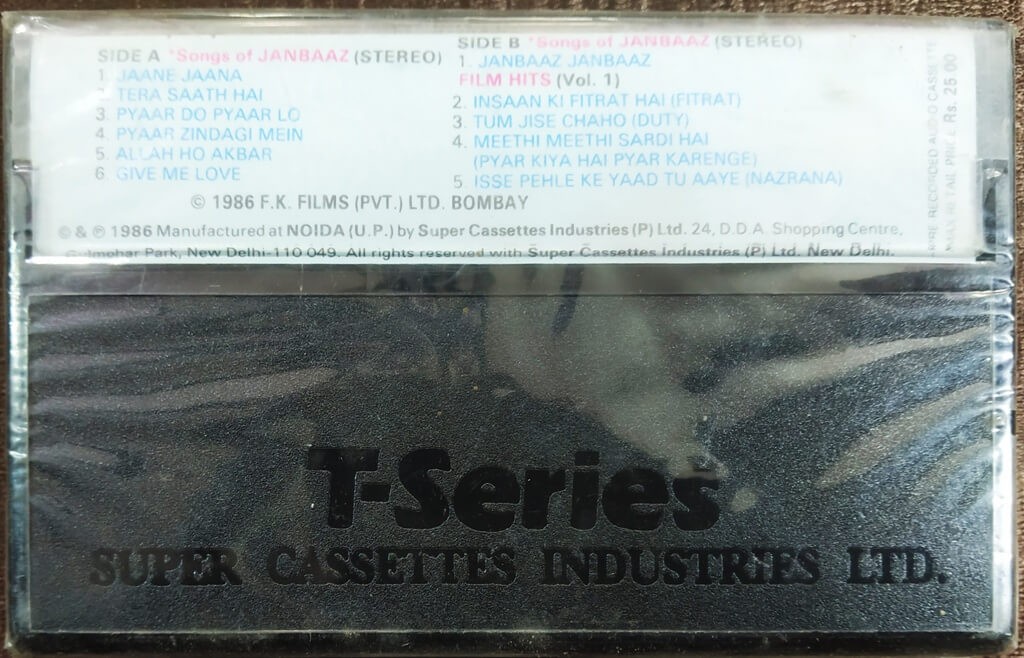 SIDE A *Songs of JANBAAZ (STEREO)
1. JAANE JAANA
2. TERA SAATH HAI
3. PYAAR DO PYAAR LO
4. PYAAR ZINDAGI MEIN
5. ALLAH HO AKBAR
6. GIVE ME LOVE
SIDE B *Songs of JANBAAZ (STEREO)
1. JANBAAZ JANBAAZ
FILM HITS (Vol. 1)
2. INSAAN KI FITRAT HAI (FITRAT)
3. TUM JISE CHAHO (DUTY)
4. MEETHI MEETHI SARDI HAI
(PYAR KIYA HAI PYAR KARENGE)
5. ISSE PEHLE KE YAAD TU AAYE (NAZRANA)
© 1986 F.K. FILMS (PVT.) LTD. BOMBAY
© & ℗ 1986 Manufactured at NOIDA (U.P.) by Super Cassettes Industries (P) Ltd. 24, D.D.A. Shopping Centre,
Gulmohar Park, New Delhi-110 049. All rights reserved with Super Cassettes Industries (P) Ltd. New Delhi.
PRE RECORDED AUDIO CASSETTE
MAX. RETAIL PRICE Rs. 25.00
T-Series
SUPER CASSETTES INDUSTRIES LTD.